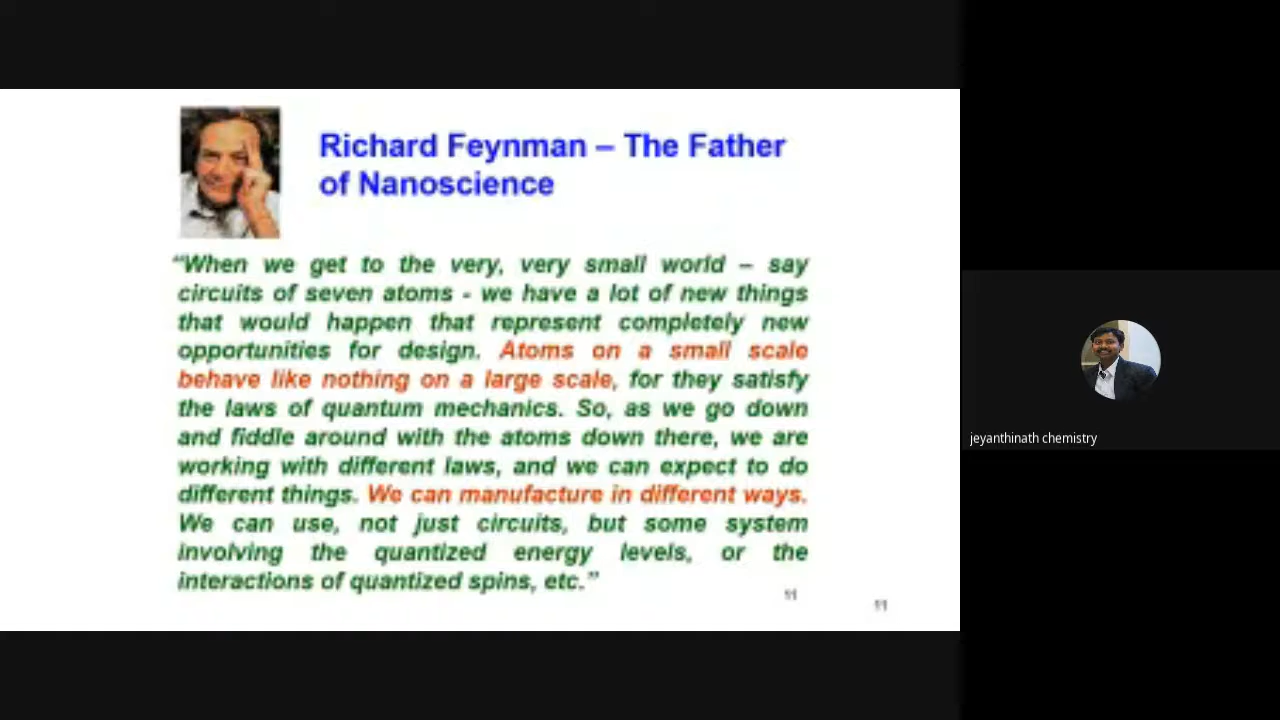 Richard Feynman – The Father
of Nanoscience
“When we get to the very, very small world – say
circuits of seven atoms - we have a lot of new things
that would happen that represent completely new
opportunities for design. Atoms on a small scale
behave like nothing on a large scale, for they satisfy
the laws of quantum mechanics. So, as we go down
and fiddle around with the atoms down there, we are
working with different laws, and we can expect to do
different things. We can manufacture in different ways.
We can use, not just circuits, but some system
involving the quantized energy levels, or the
interactions of quantized spins, etc.”
11
11
jeyanthinath chemistry